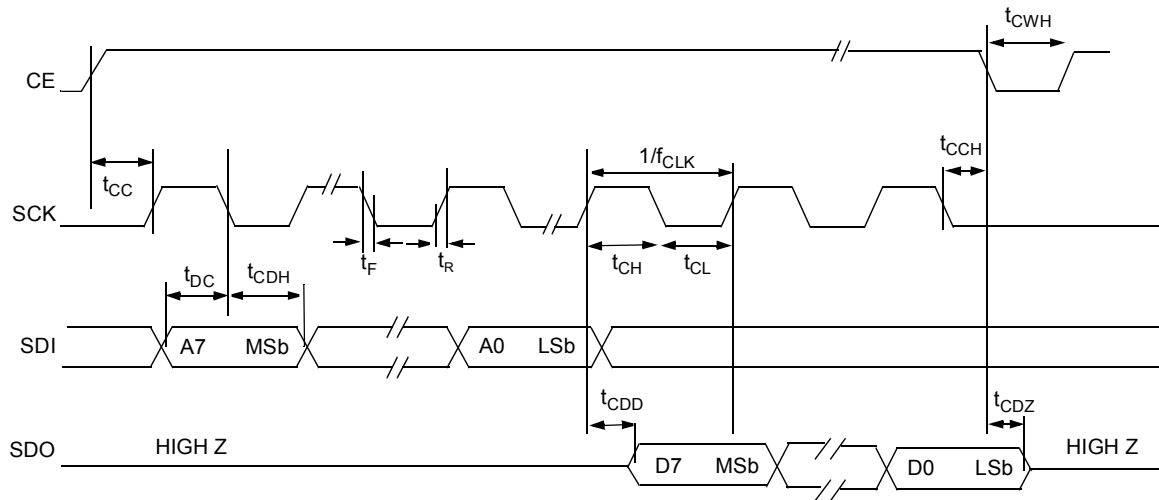 tCWH
CE
tCC
1/fCLK
tCCH
SCK
tF
tR
tCH
tCL
tDC
tCDH
SDI
A7 MSb
A0 LSb
tCDD
tCDZ
SDO
HIGH Z
D7 MSb
D0 LSb
HIGH Z